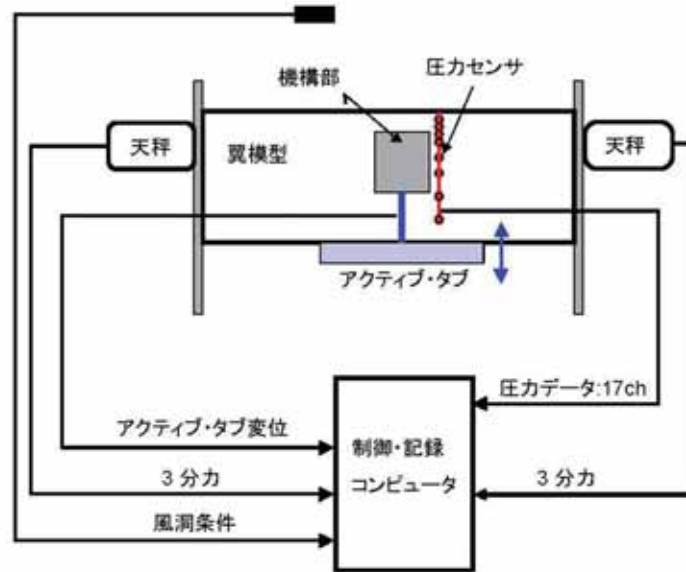 機構部
圧力センサ
天秤
翼模型
天秤
アクティブ・タブ
圧力データ:17ch
アクティブ・タブ変位
制御・記録
コンピュータ
3分力
3分力
風洞条件